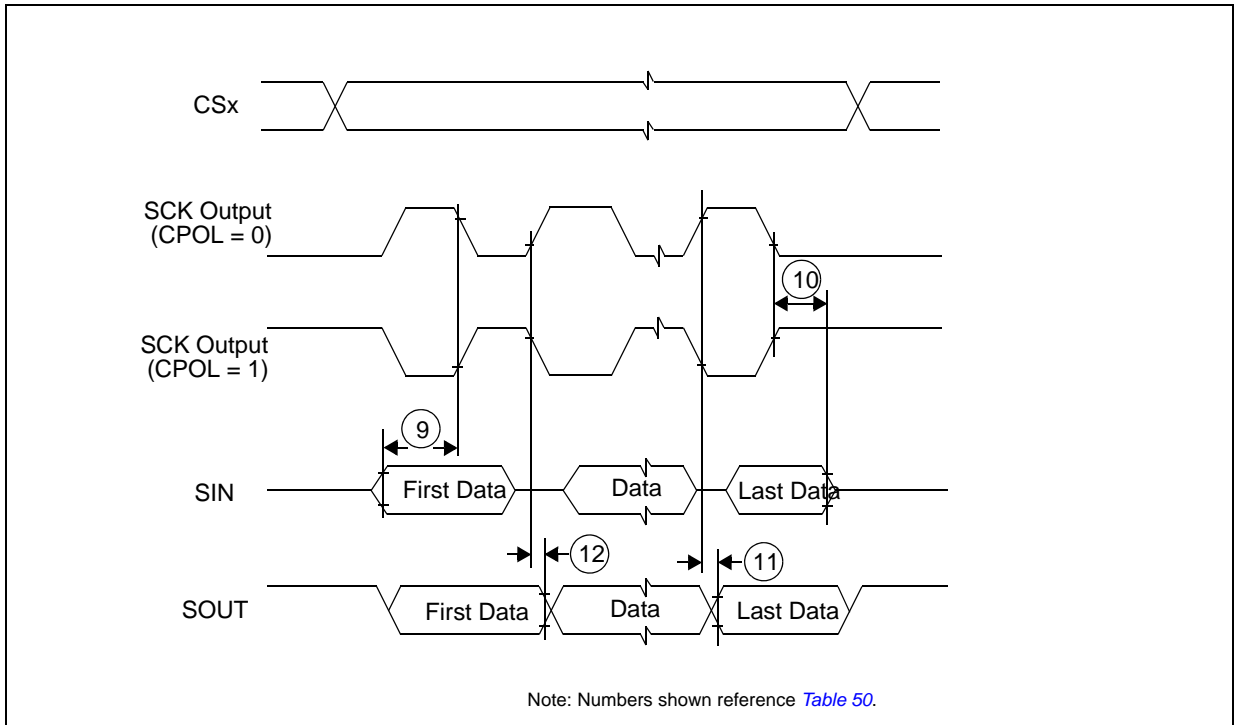 CSx
SCK Output
(CPOL = 0)
10
SCK Output
(CPOL = 1)
9
SIN
First Data
Data
Last Data
12
11
SOUT
First Data
Data
Last Data
Note: Numbers shown reference Table 50.